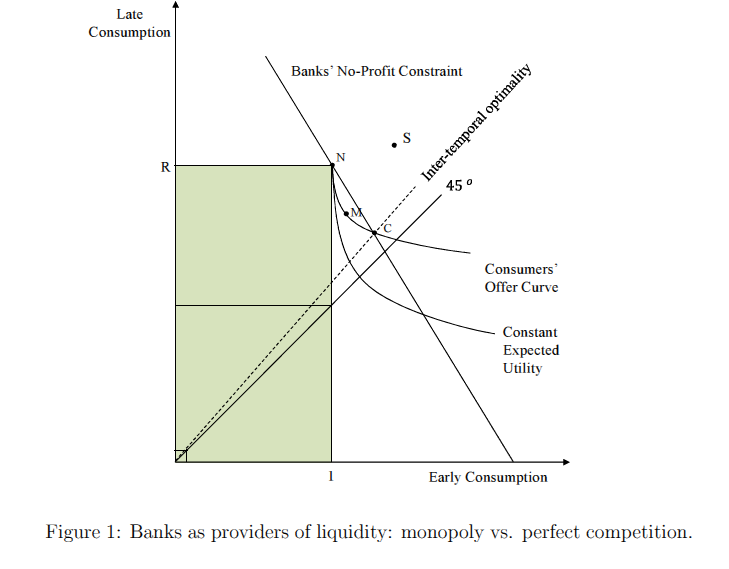 Late
Consumption
Banks' No-Profit Constraint
Inter-temporal optimality
S
N
R
45 o
M
C
Consumers'
Offer Curve
Constant
Expected
Utility
1
Early Consumption
Figure 1: Banks as providers of liquidity: monopoly vs. perfect competition.